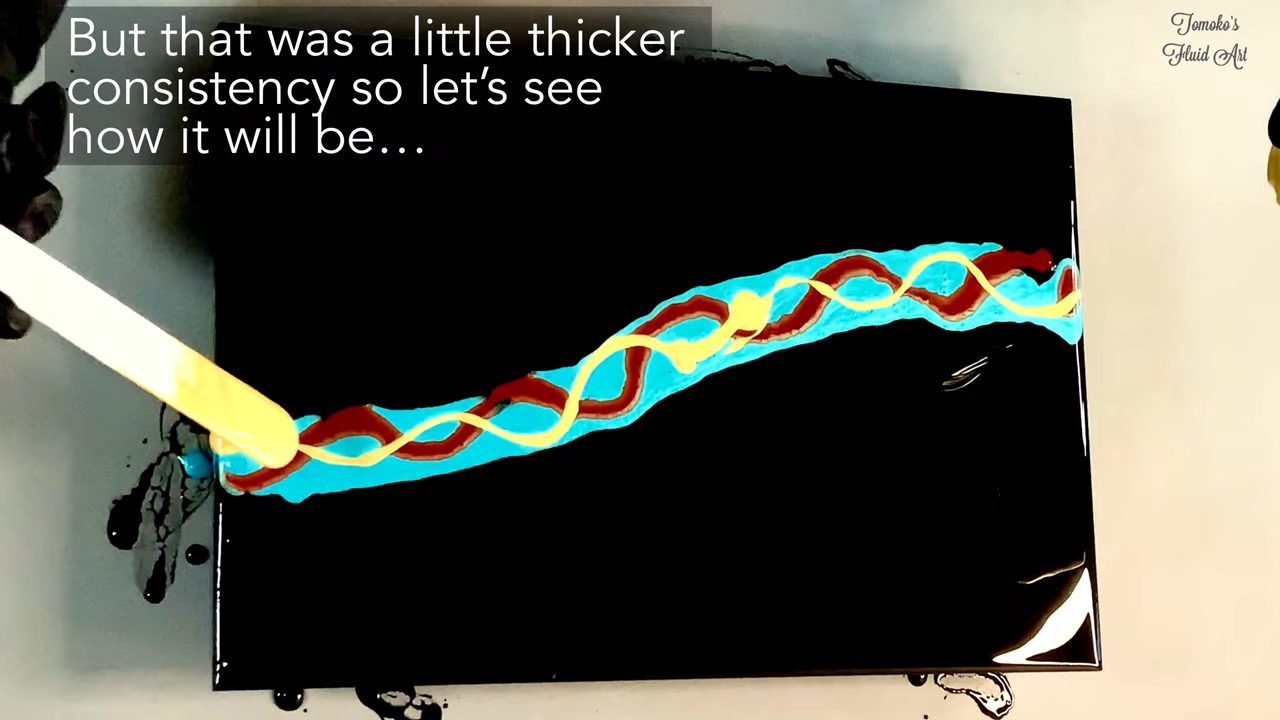 But that was a little thicker
consistency so let’s see
how it will be…
Tomoko's
Fluid Art